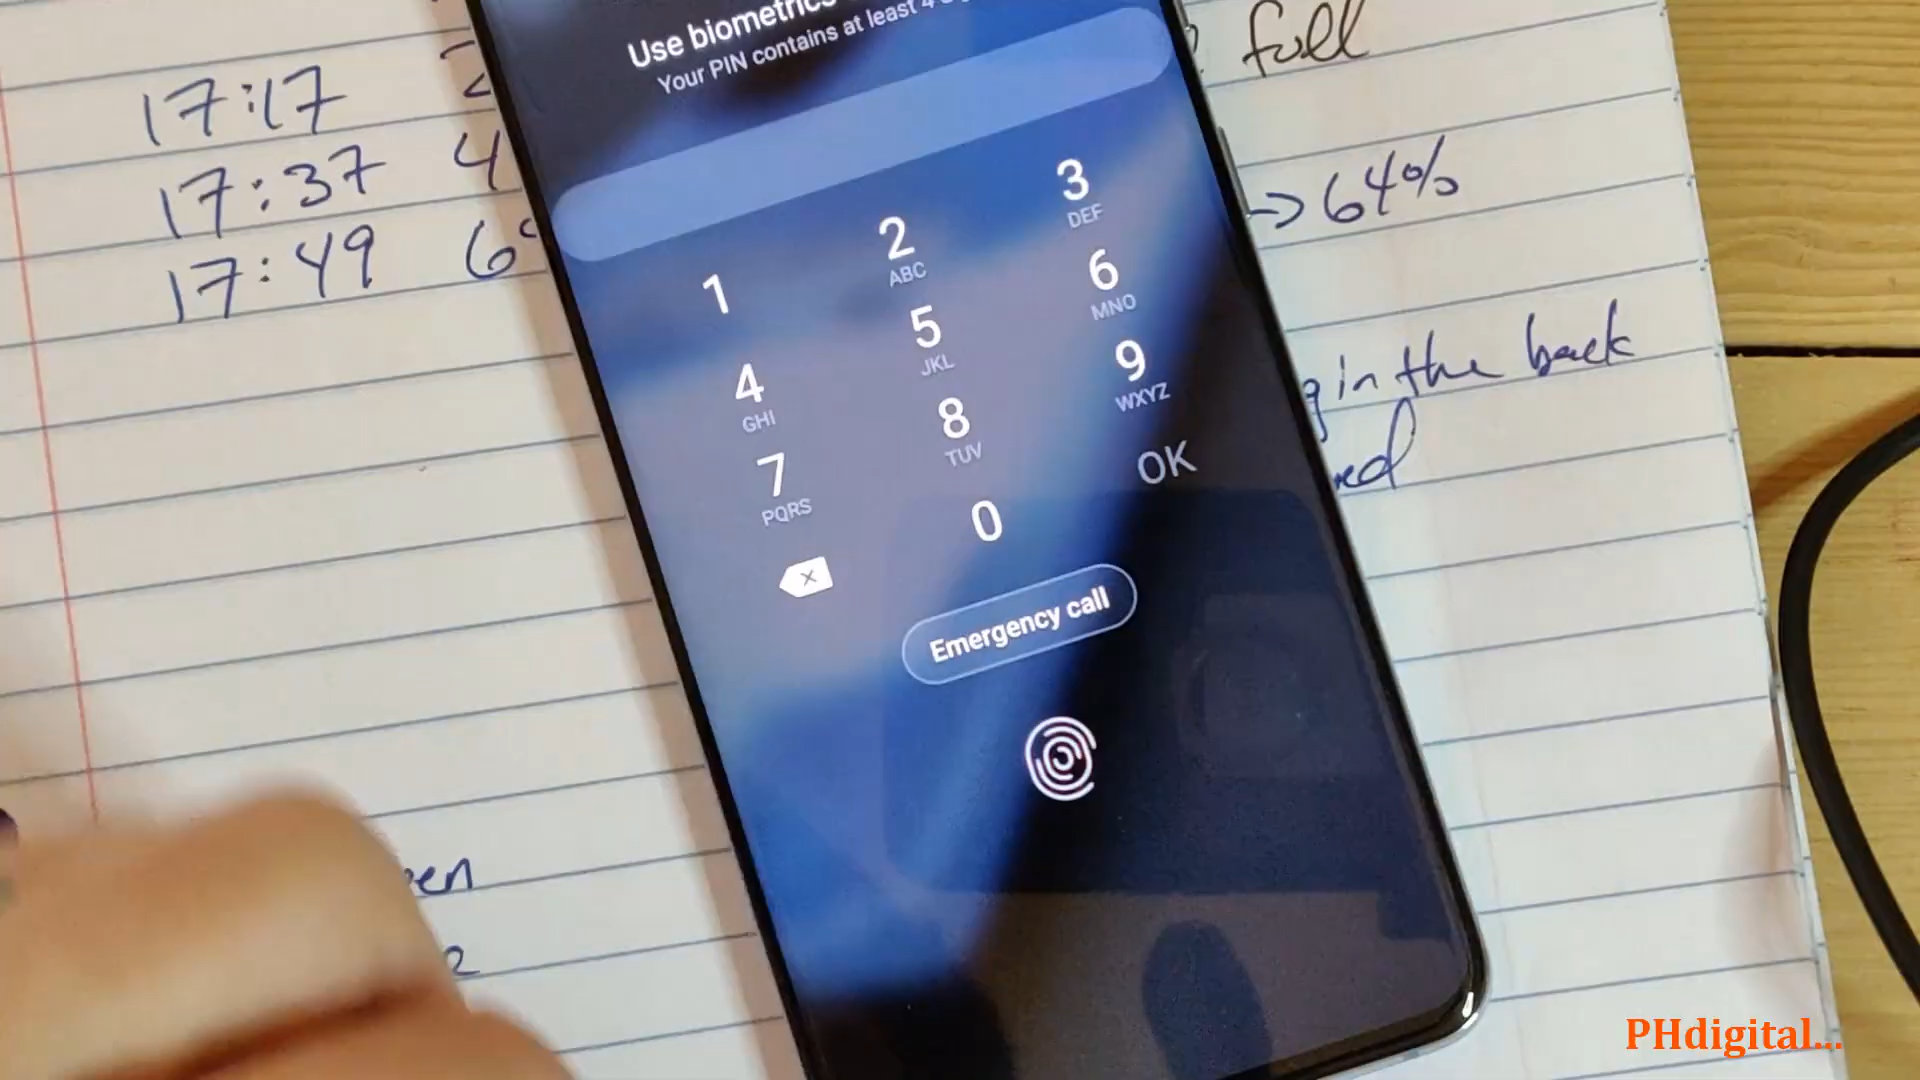 full
17:17
17:37 4
17:49 6
→ 64%
in the back
Use biometrics
Your PIN contains at least 4
1
2 ABC
3 DEF
4 GHI
5 JKL
6 MNO
7 PQRS
8 TUV
9 WXYZ
0
OK
Emergency call
PHdigital...